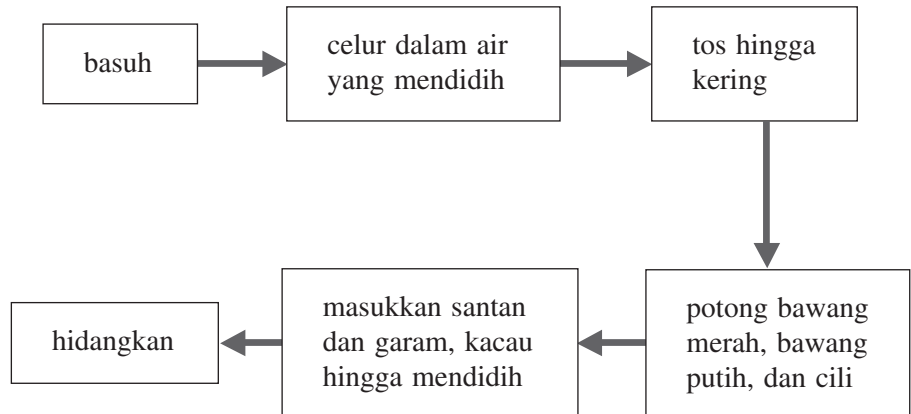 basuh
celur dalam air
yang mendidih
tos hingga
kering
potong bawang
merah, bawang
putih, dan cili
masukkan santan
dan garam, kacau
hingga mendidih
hidangkan